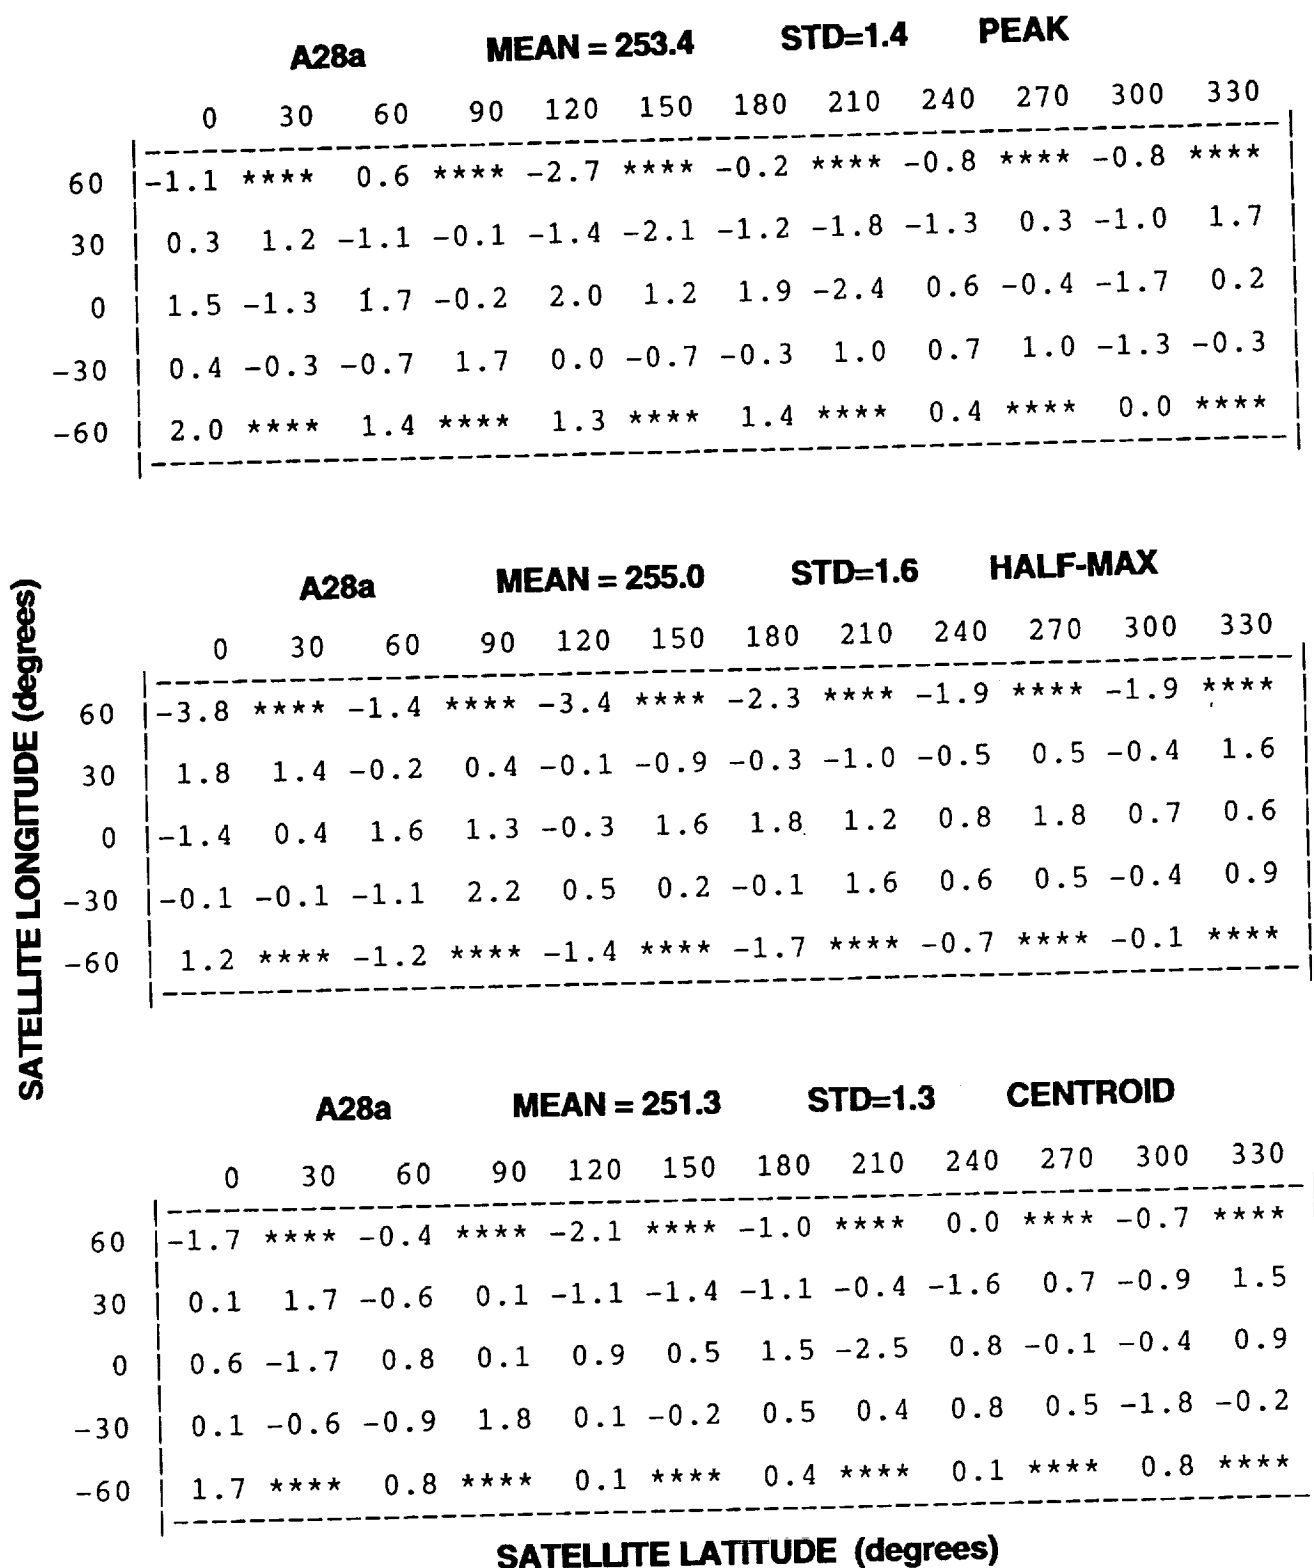 A28a MEAN = 253.4 STD=1.4 PEAK
0 30 60 90 120 150 180 210 240 270 300 330
60 -1.1 **** 0.6 **** -2.7 **** -0.2 **** -0.8 **** -0.8 ****
30 0.3 1.2 -1.1 -0.1 -1.4 -2.1 -1.2 -1.8 -1.3 0.3 -1.0 1.7
0 1.5 -1.3 1.7 -0.2 2.0 1.2 1.9 -2.4 0.6 -0.4 -1.7 0.2
-30 0.4 -0.3 -0.7 1.7 0.0 -0.7 -0.3 1.0 0.7 1.0 -1.3 -0.3
-60 2.0 **** 1.4 **** 1.3 **** 1.4 **** 0.4 **** 0.0 ****
SATELLITE LONGITUDE (degrees)
A28a MEAN = 255.0 STD=1.6 HALF-MAX
0 30 60 90 120 150 180 210 240 270 300 330
60 -3.8 **** -1.4 **** -3.4 **** -2.3 **** -1.9 **** -1.9 ****
30 1.8 1.4 -0.2 0.4 -0.1 -0.9 -0.3 -1.0 -0.5 0.5 -0.4 1.6
0 -1.4 0.4 1.6 1.3 -0.3 1.6 1.8 1.2 0.8 1.8 0.7 0.6
-30 -0.1 -0.1 -1.1 2.2 0.5 0.2 -0.1 1.6 0.6 0.5 -0.4 0.9
-60 1.2 **** -1.2 **** -1.4 **** -1.7 **** -0.7 **** -0.1 ****
A28a MEAN = 251.3 STD=1.3 CENTROID
0 30 60 90 120 150 180 210 240 270 300 330
60 -1.7 **** -0.4 **** -2.1 **** -1.0 **** 0.0 **** -0.7 ****
30 0.1 1.7 -0.6 0.1 -1.1 -1.4 -1.1 -0.4 -1.6 0.7 -0.9 1.5
0 0.6 -1.7 0.8 0.1 0.9 0.5 1.5 -2.5 0.8 -0.1 -0.4 0.9
-30 0.1 -0.6 -0.9 1.8 0.1 -0.2 0.5 0.4 0.8 0.5 -1.8 -0.2
-60 1.7 **** 0.8 **** 0.1 **** 0.4 **** 0.1 **** 0.8 ****
SATELLITE LATITUDE (degrees)